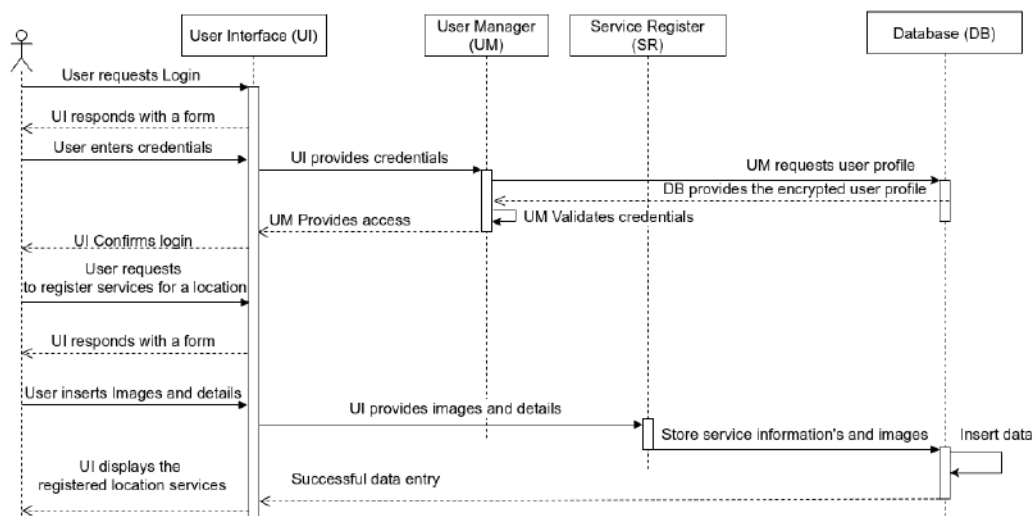 User Interface (UI)
User Manager
(UM)
Service Register
(SR)
Database (DB)
User requests Login
UI responds with a form
User enters credentials
UI provides credentials
UM requests user profile
DB provides the encrypted user profile
UM Validates credentials
UM Provides access
UI Confirms login
User requests
to register services for a location
UI responds with a form
User inserts Images and details
UI provides images and details
Store service information's and images
Insert data
UI displays the
registered location services
Successful data entry